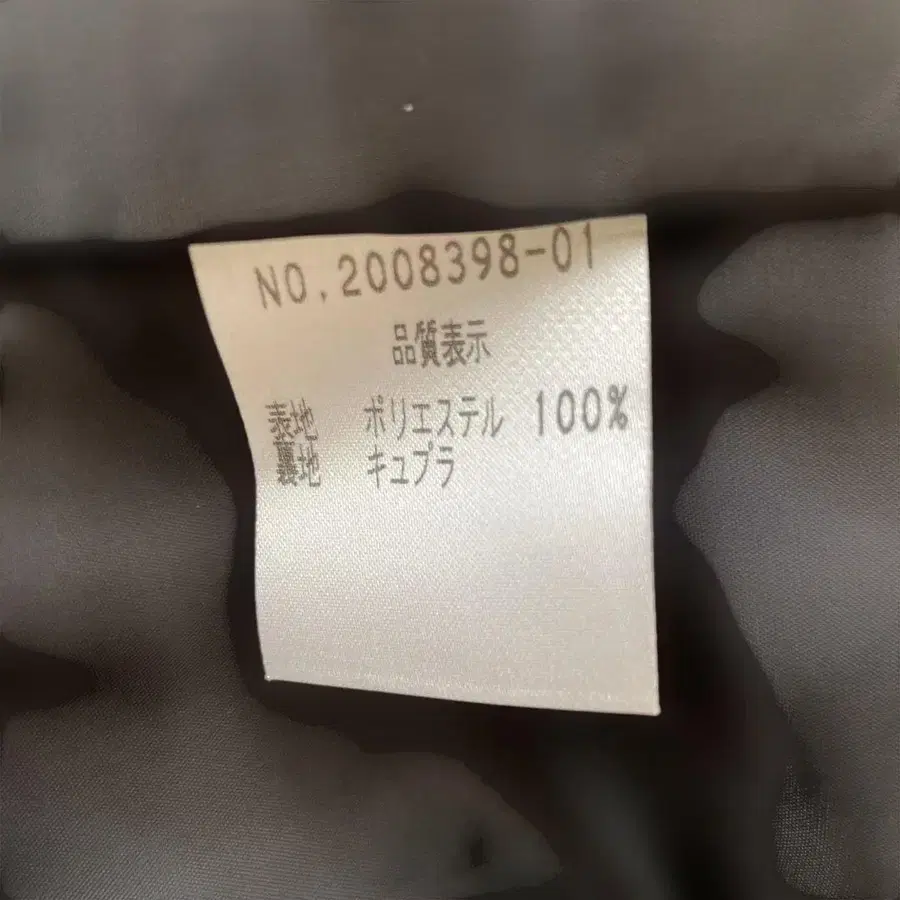 NO.2008398-01
品質表示
表地 ポリエステル 100%
裏地 キュプラ